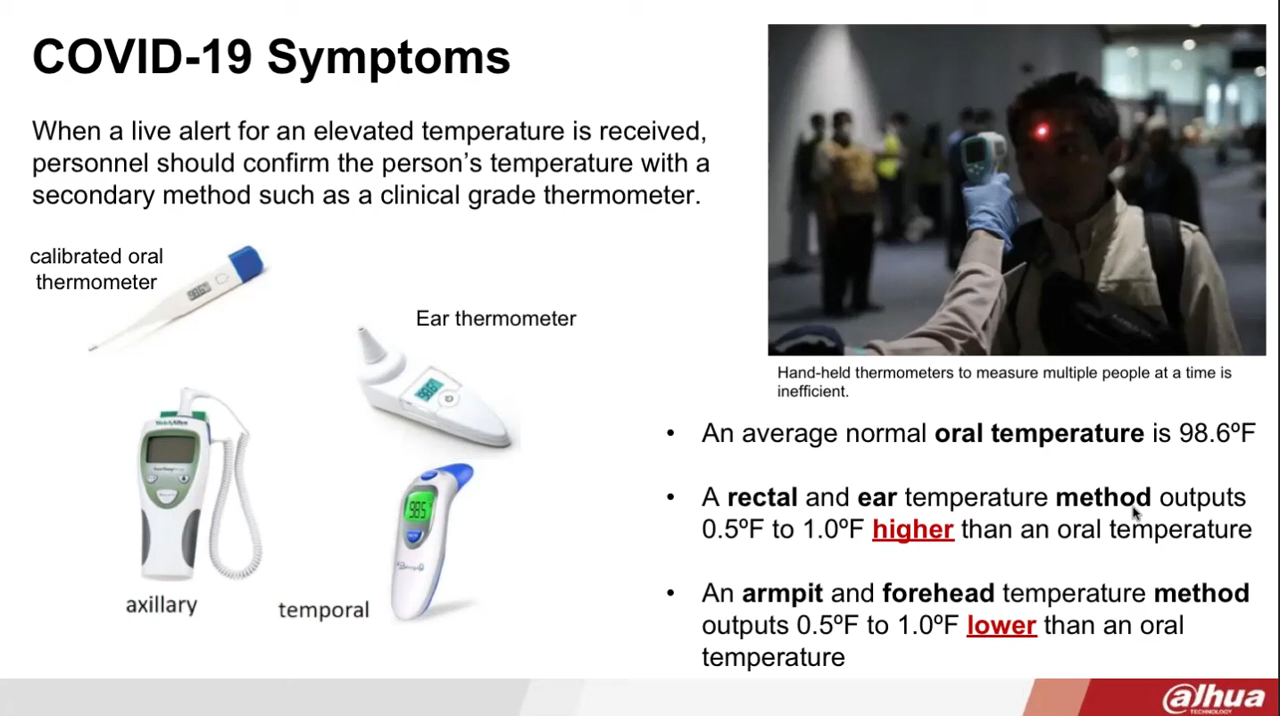 COVID-19 Symptoms
When a live alert for an elevated temperature is received,
personnel should confirm the person's temperature with a
secondary method such as a clinical grade thermometer.
calibrated oral
thermometer
Ear thermometer
axillary
temporal
Hand-held thermometers to measure multiple people at a time is
inefficient.
• An average normal oral temperature is 98.6ºF
• A rectal and ear temperature method outputs
0.5ºF to 1.0ºF higher than an oral temperature
• An armpit and forehead temperature method
outputs 0.5ºF to 1.0ºF lower than an oral
temperature
alhua
TECHNOLOGY